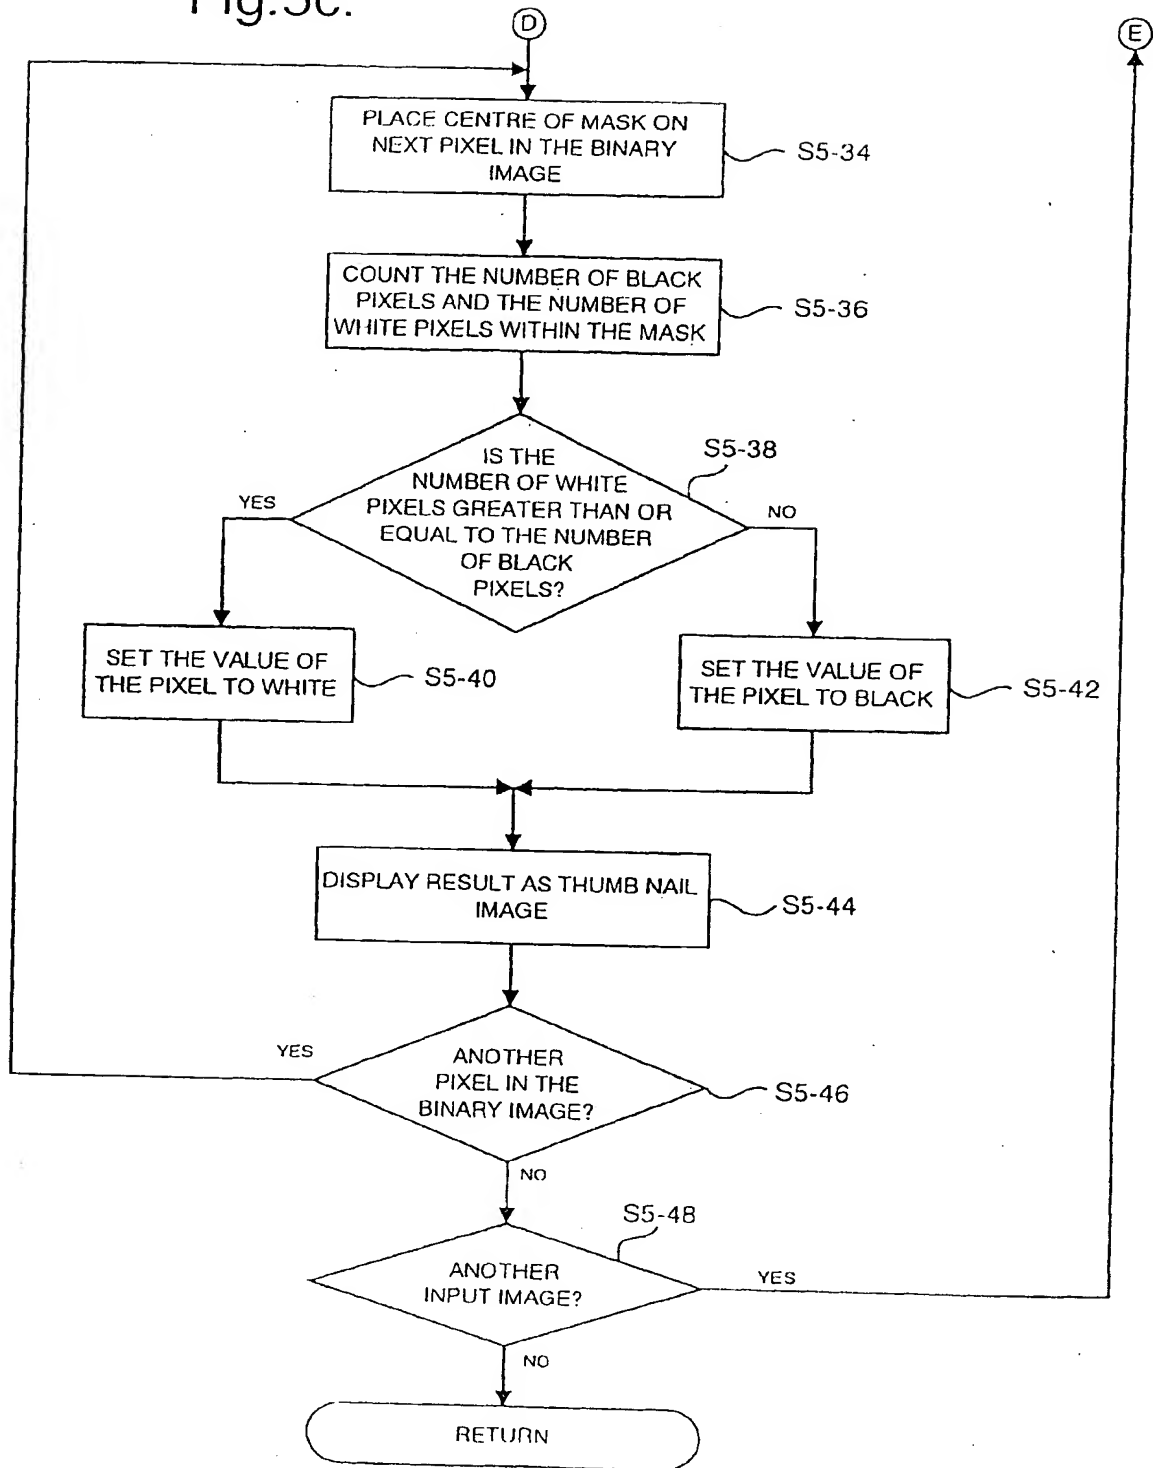 Fig.5c.
D
E
PLACE CENTRE OF MASK ON
NEXT PIXEL IN THE BINARY
IMAGE
S5-34
COUNT THE NUMBER OF BLACK
PIXELS AND THE NUMBER OF
WHITE PIXELS WITHIN THE MASK
S5-36
IS THE
NUMBER OF WHITE
PIXELS GREATER THAN OR
EQUAL TO THE NUMBER
OF BLACK
PIXELS?
S5-38
YES
NO
SET THE VALUE OF
THE PIXEL TO WHITE
S5-40
SET THE VALUE OF
THE PIXEL TO BLACK
S5-42
DISPLAY RESULT AS THUMB NAIL
IMAGE
S5-44
YES
ANOTHER
PIXEL IN THE
BINARY IMAGE?
S5-46
NO
S5-48
ANOTHER
INPUT IMAGE?
YES
NO
RETURN